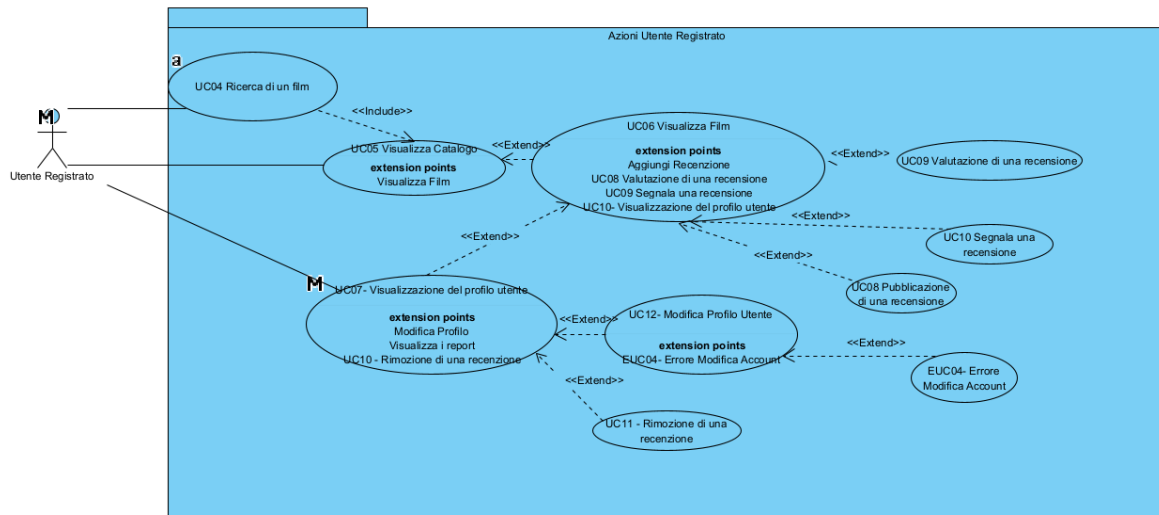 Azioni Utente Registrato
a
UC04 Ricerca di un film
M
Utente Registrato
<<Include>>
UC05 Visualizza Catalogo
extension points
Visualizza Film
<<Extend>>
UC06 Visualizza Film
extension points
Aggiungi Recenzione
UC08 Valutazione di una recensione
UC09 Segnala una recensione
UC10- Visualizzazione del profilo utente
<<Extend>>
UC09 Valutazione di una recensione
<<Extend>>
UC10 Segnala una
recensione
<<Extend>>
UC08 Pubblicazione
di una recensione
<<Extend>>
M
UC07- Visualizzazione del profilo utente
extension points
Modifica Profilo
Visualizza i report
UC10 - Rimozione di una recenzione
<<Extend>>
UC12- Modifica Profilo Utente
extension points
EUC04- Errore Modifica Account
<<Extend>>
EUC04- Errore
Modifica Account
<<Extend>>
UC11 - Rimozione di una
recenzione